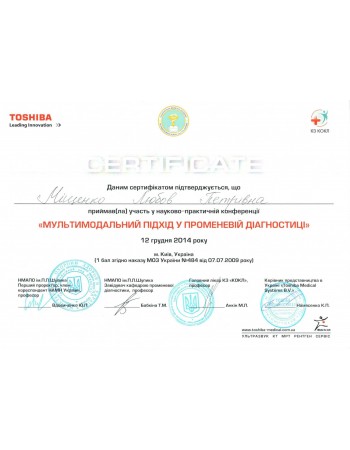 TOSHIBA
Leading Innovation >>>
КЗ КОКЛ
CERTIFICATE
Даним сертифікатом підтверджується, що
Міщенко Любов Петрівна
приймав(ла) участь у науково-практичній конференції
«МУЛЬТИМОДАЛЬНИЙ ПІДХІД У ПРОМЕНЕВІЙ ДІАГНОСТИЦІ»
12 грудня 2014 року
м. Київ, Україна
(1 бал згідно наказу МОЗ України №484 від 07.07.2009 року)
НМАПО ім.П.Л.Шупика
Перший проректор, член-
кореспондент НАМН України,
професор
Вдовиченко Ю.П.
НМАПО ім.П.Л.Шупика
Завідувач кафедрою променевої
діагностики, професор
Бабкіна Т.М.
Головний лікар КЗ «КОКЛ»,
професор
Анкін М.Л.
Керівник представництва в
Україні «Toshiba Medical
Systems B.V.»
К.Л.
www.toshiba-medical.com.ua
УЛЬТРАЗВУК КТ МРТ РЕНТГЕН СЕРВІС